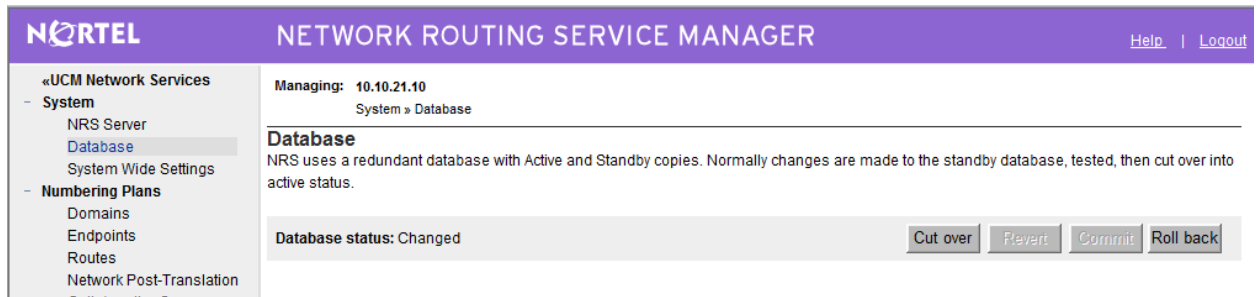 NORTEL
NETWORK ROUTING SERVICE MANAGER
Help | Logout
«UCM Network Services
– System
NRS Server
Database
System Wide Settings
– Numbering Plans
Domains
Endpoints
Routes
Network Post-Translation
Managing: 10.10.21.10
System » Database
Database
NRS uses a redundant database with Active and Standby copies. Normally changes are made to the standby database, tested, then cut over into
active status.
Database status: Changed
Cut over Revert Commit Roll back